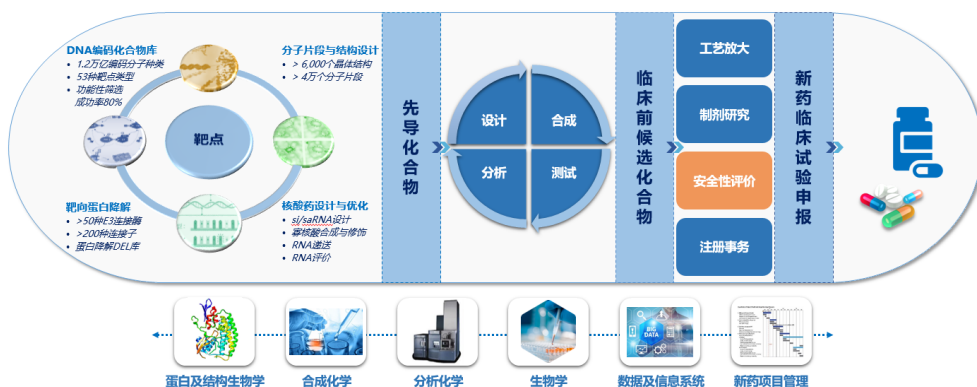 DNA编码化合物库
• 1.2万亿编码分子种类
• 53种靶点类型
• 功能性筛选
成功率80%
分子片段与结构设计
• > 6,000个晶体结构
• > 4万个分子片段
靶点
靶向蛋白降解
• >50种E3连接酶
• >200种连接子
• 蛋白降解DEL库
核酸药设计与优化
• si/saRNA设计
• 寡核酸合成与修饰
• RNA递送
• RNA评价
先导化合物
设计
合成
分析
测试
临床前候选化合物
工艺放大
制剂研究
安全性评价
注册事务
新药临床试验申报
BIG
DATA
蛋白及结构生物学
合成化学
分析化学
生物学
数据及信息系统
新药项目管理